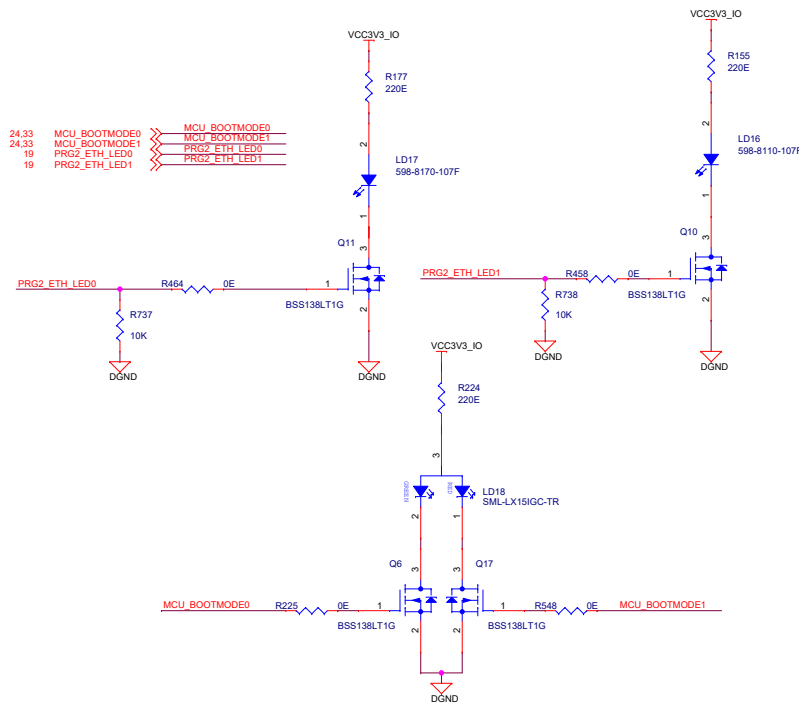 VCC3V3_IO
R177
220E
2
LD17
598-8170-107F
1
3
Q11
1
BSS138LT1G
2
DGND
VCC3V3_IO
R155
220E
2
LD16
598-8110-107F
1
3
Q10
1
BSS138LT1G
2
DGND
24,33 MCU_BOOTMODE0 MCU_BOOTMODE0
24,33 MCU_BOOTMODE1 MCU_BOOTMODE1
19 PRG2_ETH_LED0 PRG2_ETH_LED0
19 PRG2_ETH_LED1 PRG2_ETH_LED1
PRG2_ETH_LED0 R464 0E
R737
10K
DGND
PRG2_ETH_LED1 R458 0E
R738
10K
DGND
VCC3V3_IO
R224
220E
3
GREEN
RED
LD18
SML-LX15IGC-TR
2
1
3
3
Q6
Q17
MCU_BOOTMODE0 R225 0E 1
1 R548 0E MCU_BOOTMODE1
BSS138LT1G
BSS138LT1G
2
2
DGND